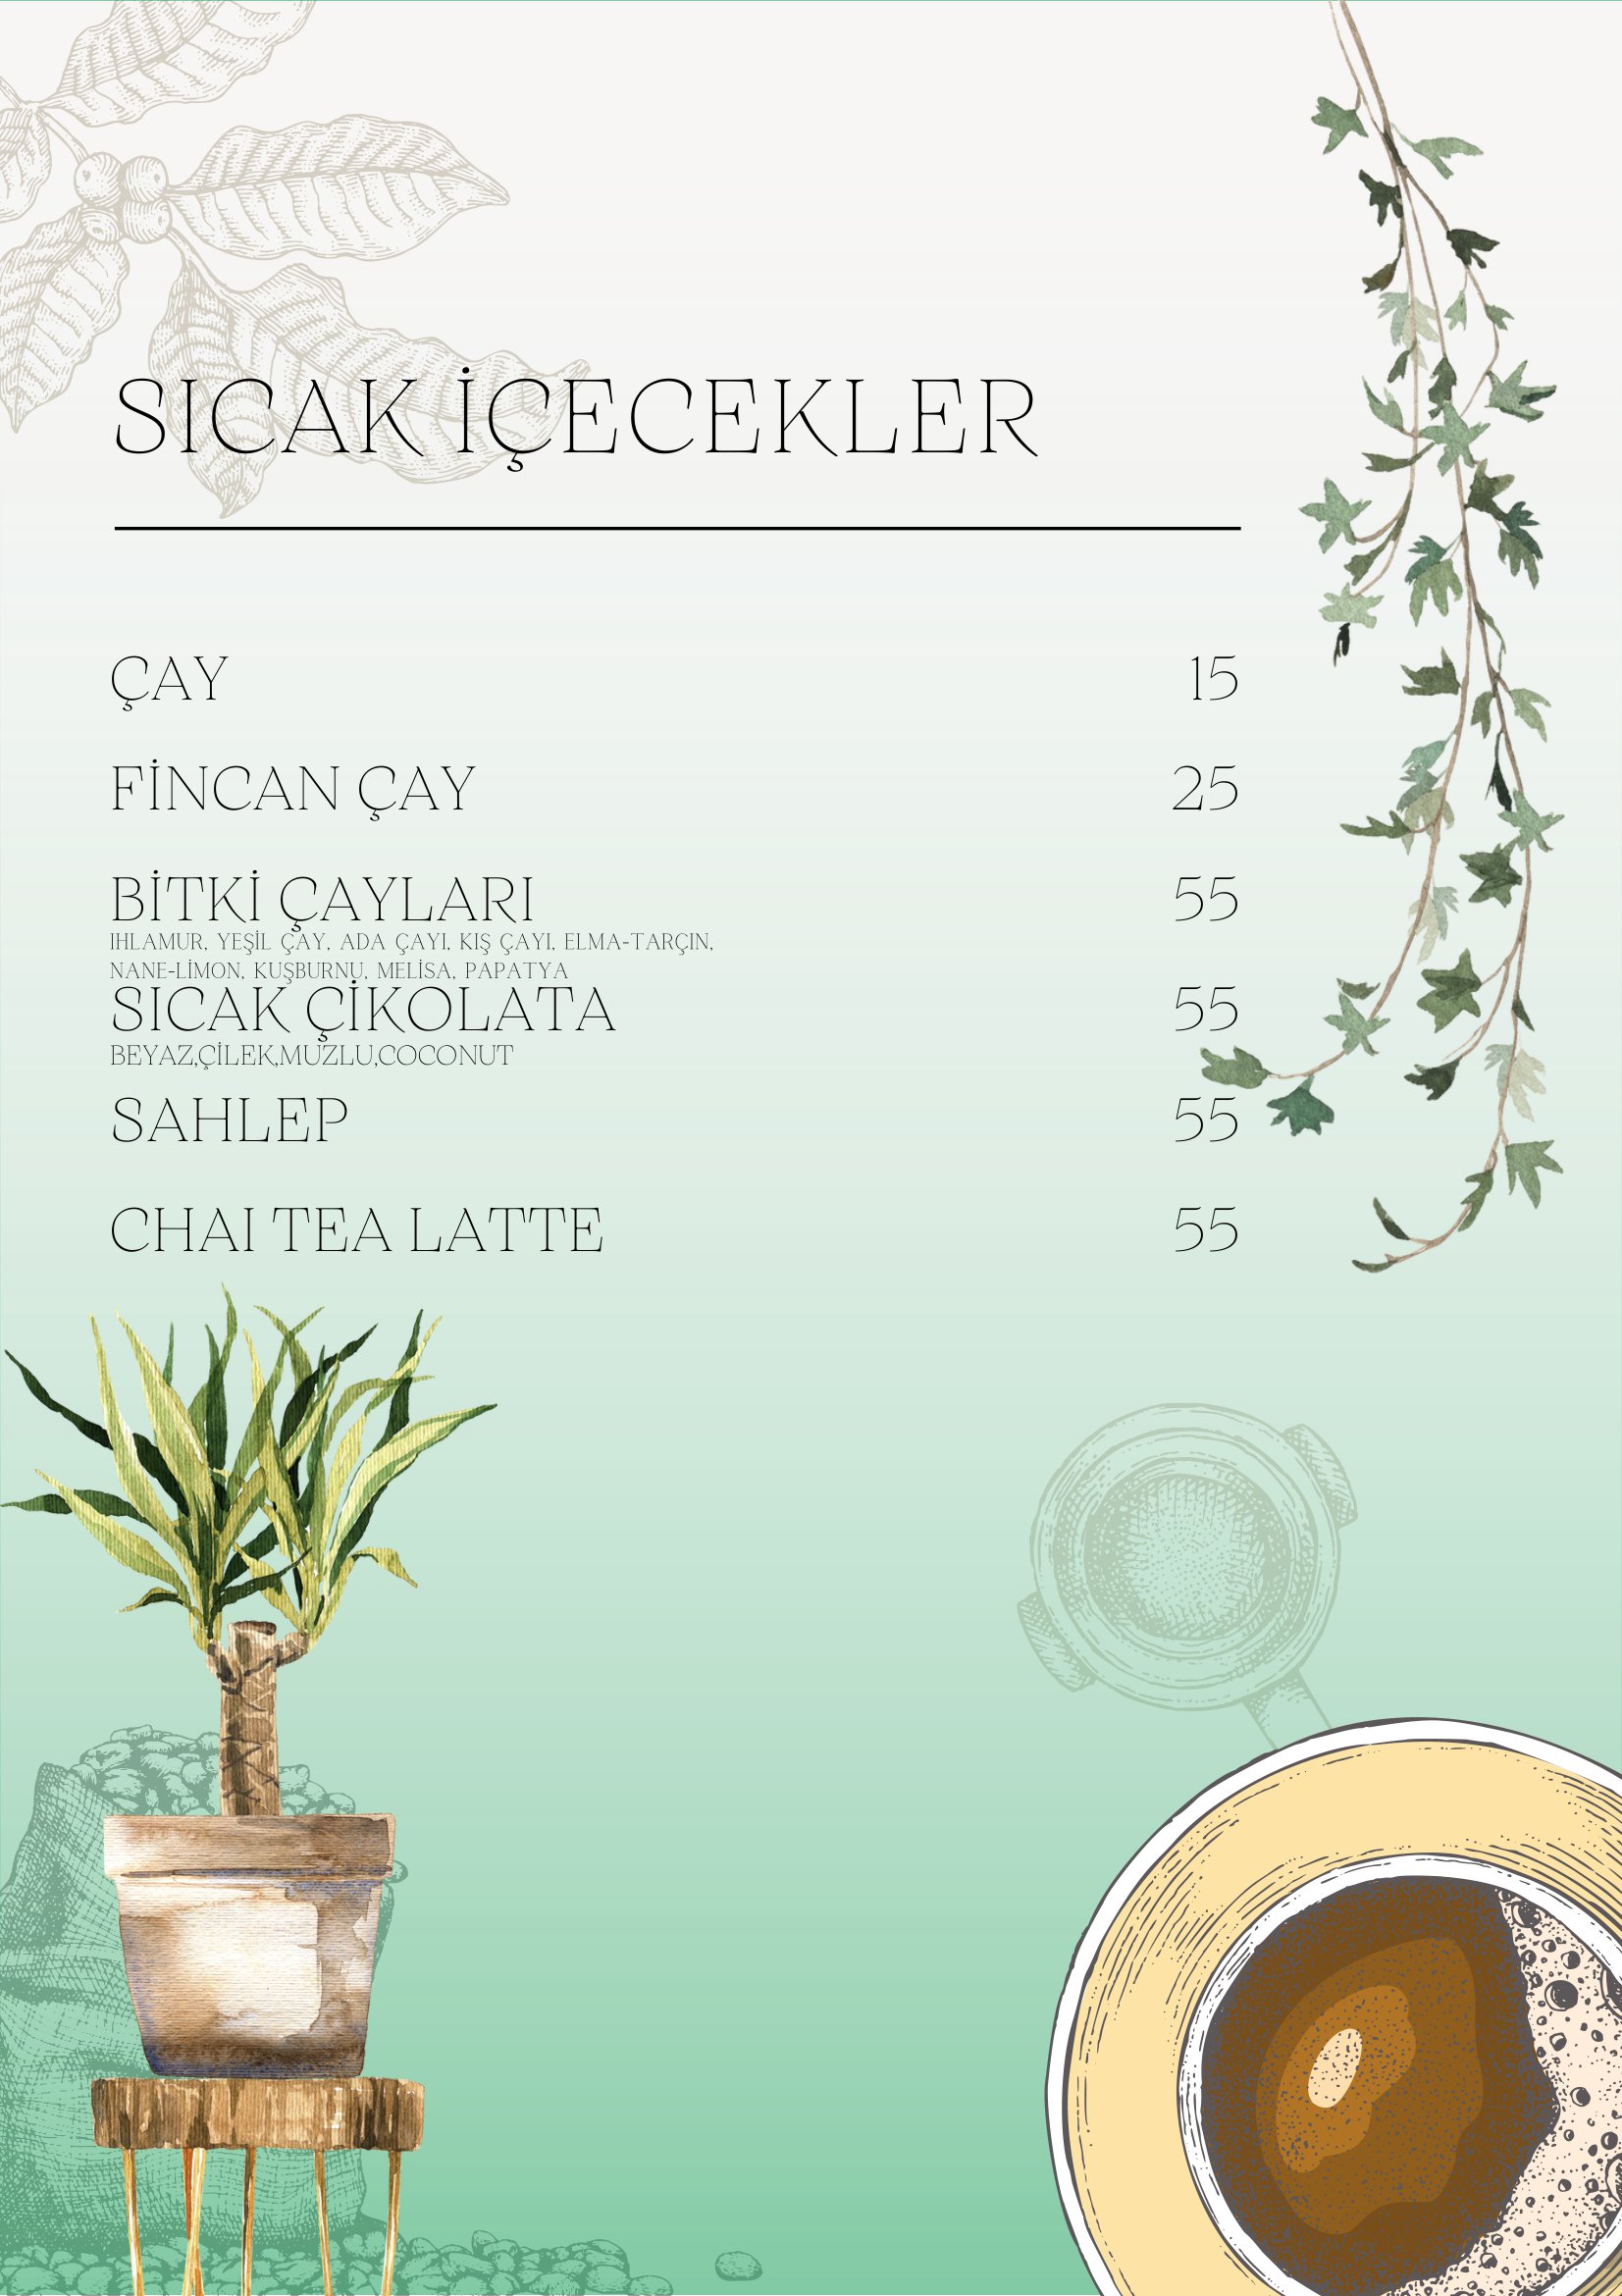 SICAK İÇECEKLER
ÇAY 15
FİNCAN ÇAY 25
BİTKİ ÇAYLARI 55
IHLAMUR, YEŞİL ÇAY, ADA ÇAYI, KIŞ ÇAYI, ELMA-TARÇIN,
NANE-LİMON, KUŞBURNU, MELİSA, PAPATYA
SICAK ÇİKOLATA 55
BEYAZ,ÇİLEK,MUZLU,COCONUT
SAHLEP 55
CHAI TEA LATTE 55